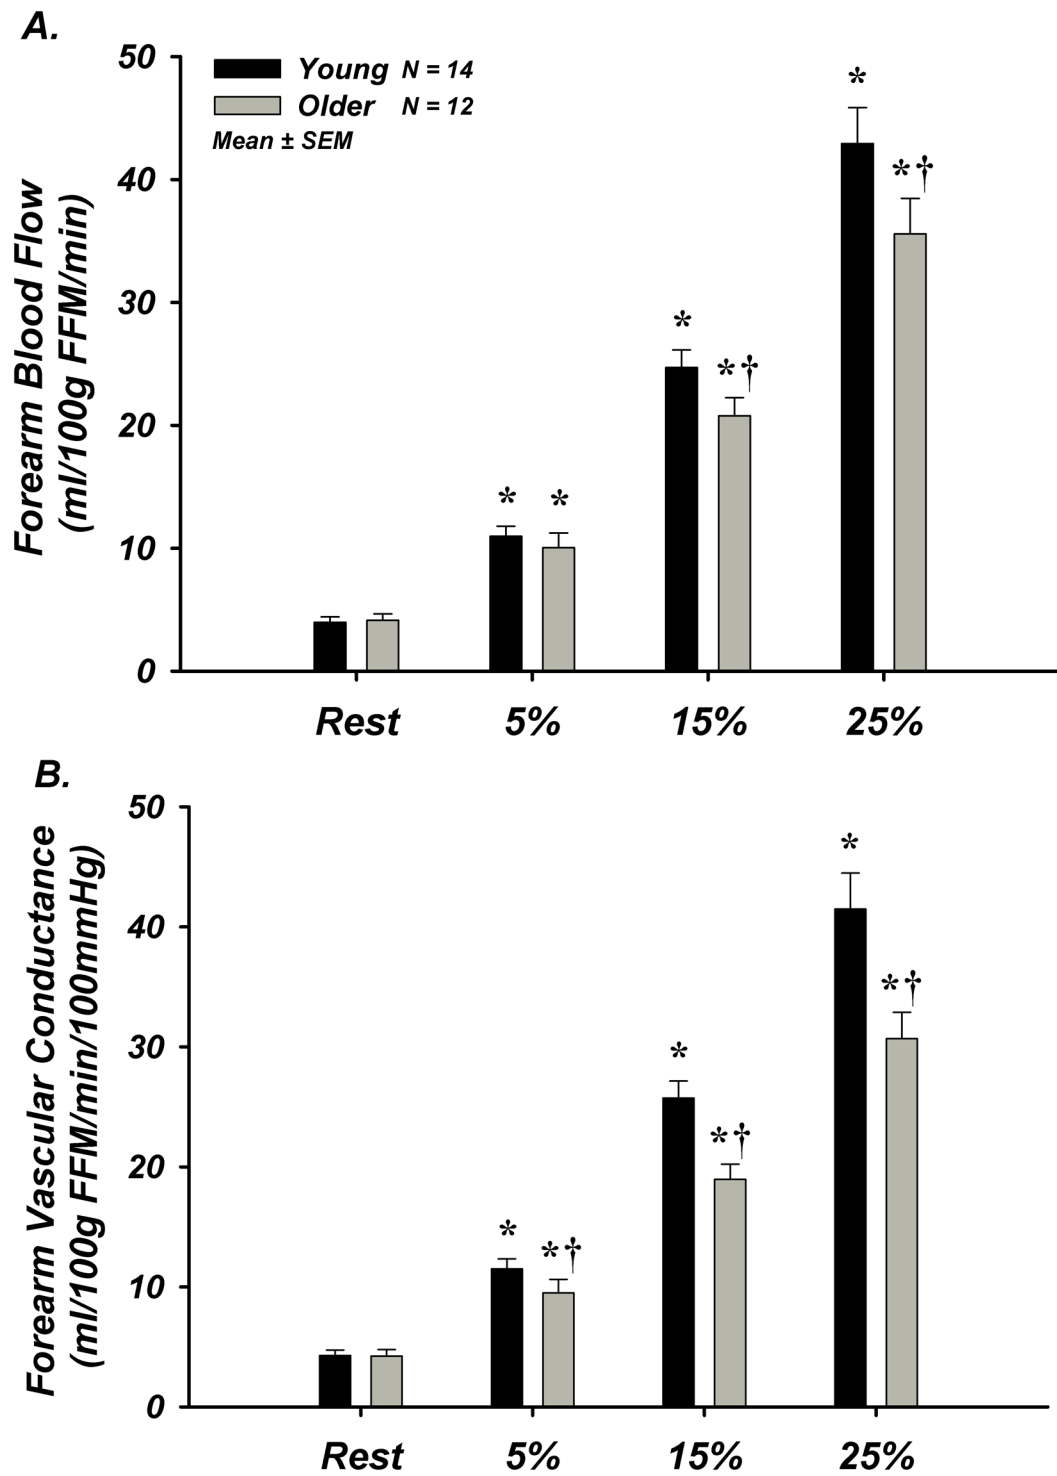 A.
50
40
30
20
10
0
Forearm Blood Flow
(ml/100g FFM/min)
Young N = 14
Older N = 12
Mean ± SEM
*
*†
*
*†
* *
Rest 5% 15% 25%
B.
50
40
30
20
10
0
Forearm Vascular Conductance
(ml/100g FFM/min/100mmHg)
*
*†
*
*†
*
*†
Rest 5% 15% 25%